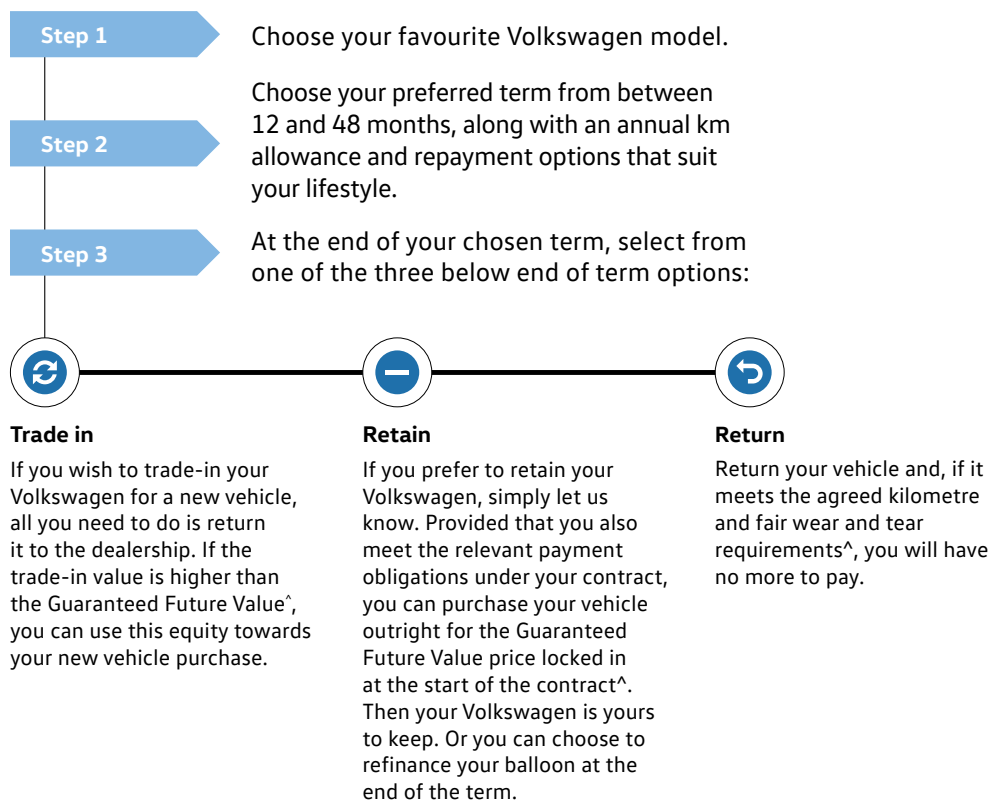 Step 1
Choose your favourite Volkswagen model.
Step 2
Choose your preferred term from between
12 and 48 months, along with an annual km
allowance and repayment options that suit
your lifestyle.
Step 3
At the end of your chosen term, select from
one of the three below end of term options:
Trade in
If you wish to trade-in your
Volkswagen for a new vehicle,
all you need to do is return
it to the dealership. If the
trade-in value is higher than
the Guaranteed Future Value^,
you can use this equity towards
your new vehicle purchase.
Retain
If you prefer to retain your
Volkswagen, simply let us
know. Provided that you also
meet the relevant payment
obligations under your contract,
you can purchase your vehicle
outright for the Guaranteed
Future Value price locked in
at the start of the contract^.
Then your Volkswagen is yours
to keep. Or you can choose to
refinance your balloon at the
end of the term.
Return
Return your vehicle and, if it
meets the agreed kilometre
and fair wear and tear
requirements^, you will have
no more to pay.